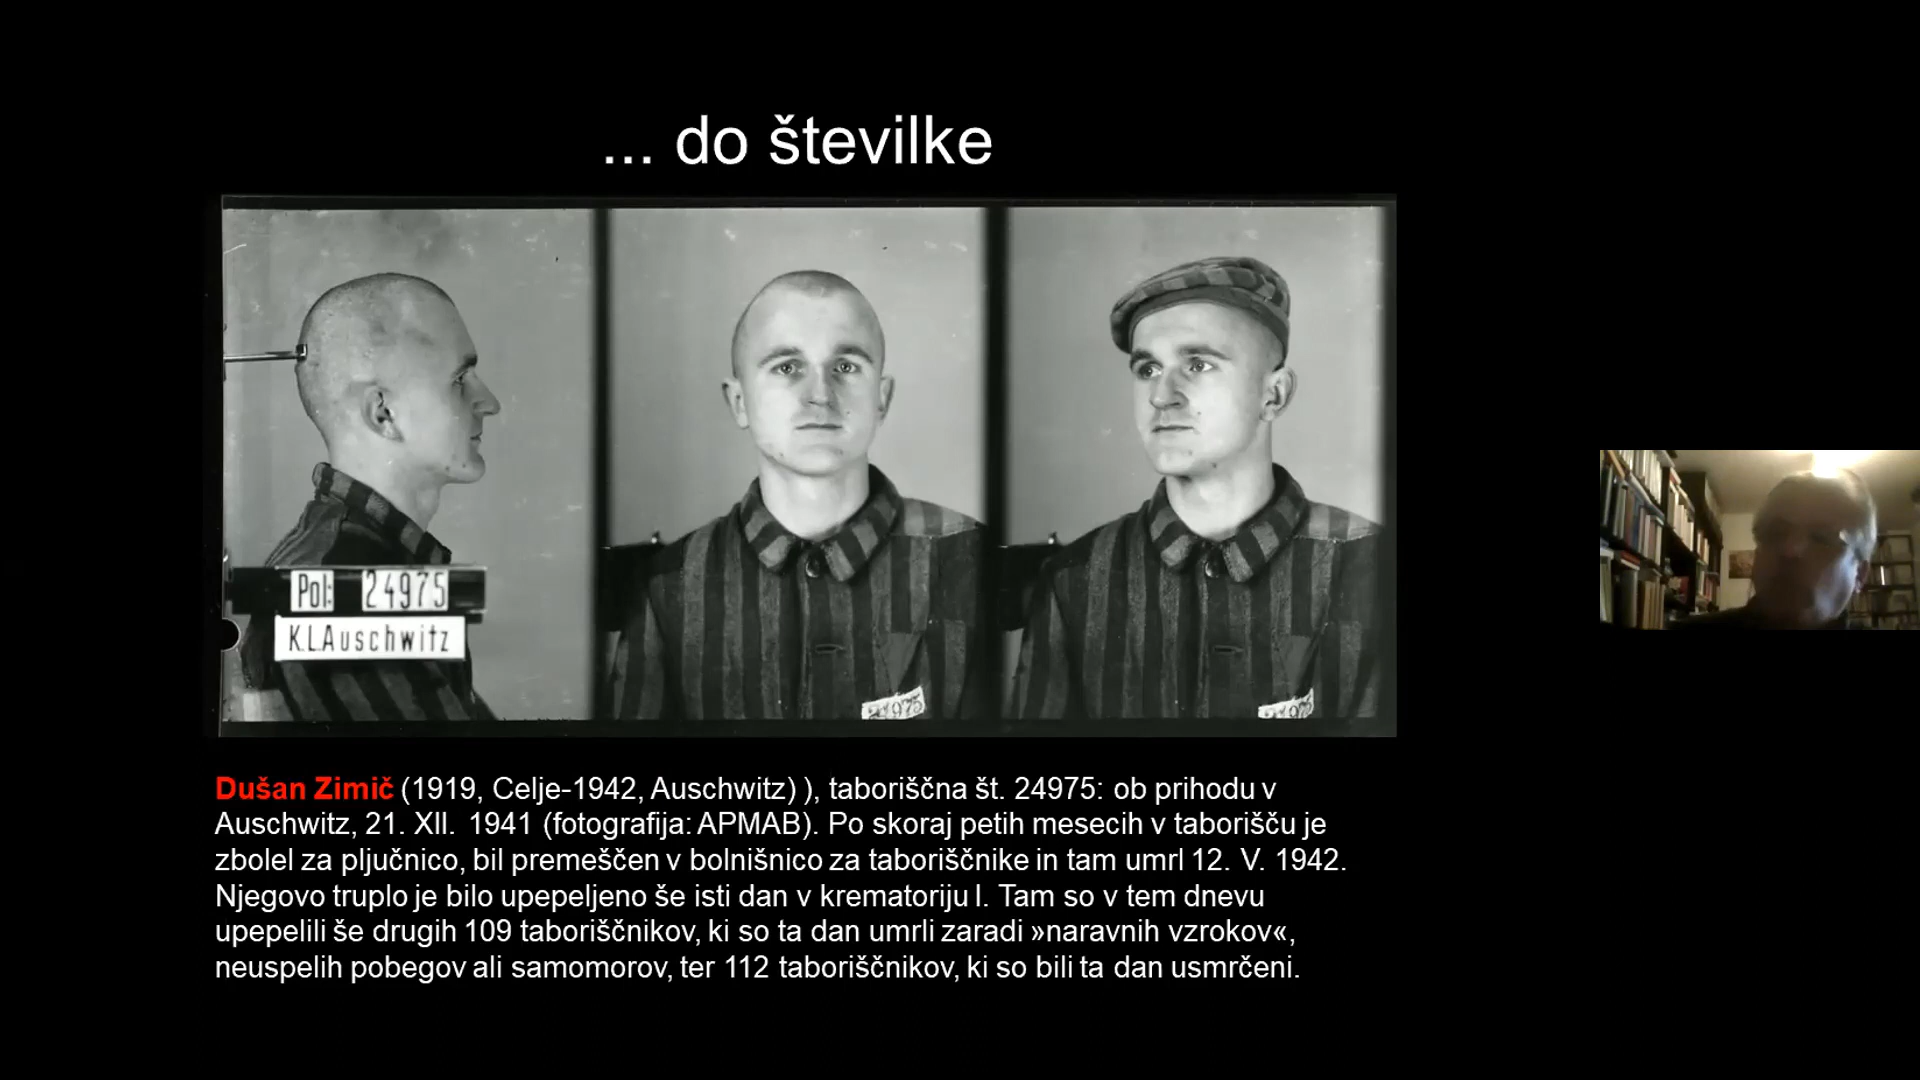 ... do številke
Pol: 24975
K.L.Auschwitz
24975
Dušan Zimič (1919, Celje-1942, Auschwitz) ), taboriščna št. 24975: ob prihodu v
Auschwitz, 21. XII. 1941 (fotografija: APMAB). Po skoraj petih mesecih v taborišču je
zbolel za pljučnico, bil premeščen v bolnišnico za taboriščnike in tam umrl 12. V. 1942.
Njegovo truplo je bilo upepeljeno še isti dan v krematoriju I. Tam so v tem dnevu
upepelili še drugih 109 taboriščnikov, ki so ta dan umrli zaradi »naravnih vzrokov«,
neuspelih pobegov ali samomorov, ter 112 taboriščnikov, ki so bili ta dan usmrčeni.